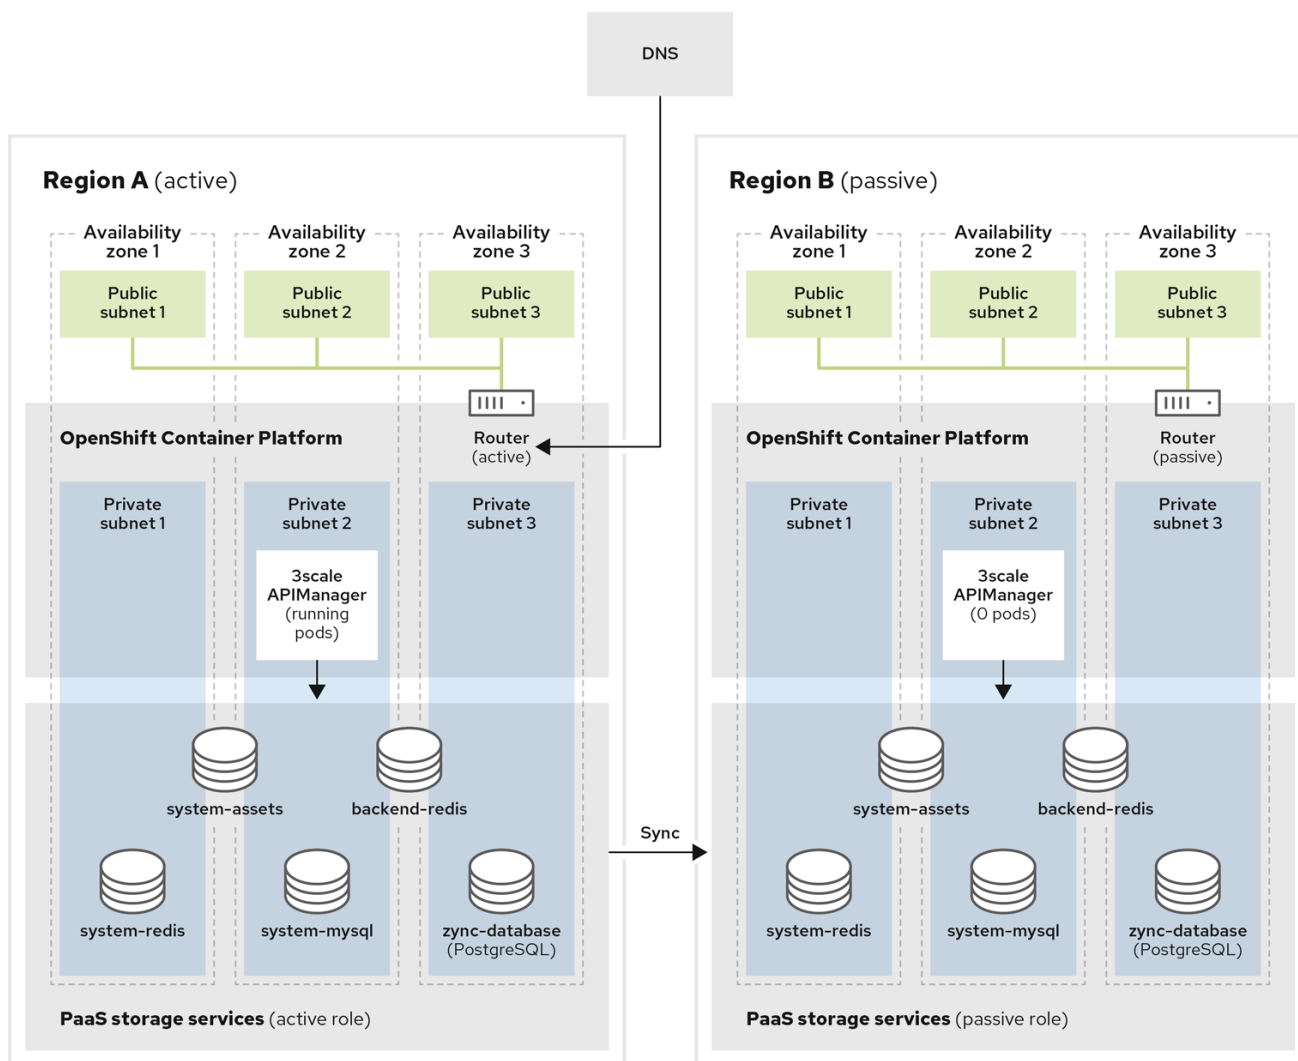 DNS
Region A (active)
Availability
zone 1
Availability
zone 2
Availability
zone 3
Public
subnet 1
Public
subnet 2
Public
subnet 3
OpenShift Container Platform
Router
(active)
Private
subnet 1
Private
subnet 2
Private
subnet 3
3scale
APIManager
(running
pods)
system-assets
backend-redis
system-redis
system-mysql
zync-database
(PostgreSQL)
PaaS storage services (active role)
Sync
Region B (passive)
Availability
zone 1
Availability
zone 2
Availability
zone 3
Public
subnet 1
Public
subnet 2
Public
subnet 3
OpenShift Container Platform
Router
(passive)
Private
subnet 1
Private
subnet 2
Private
subnet 3
3scale
APIManager
(0 pods)
system-assets
backend-redis
system-redis
system-mysql
zync-database
(PostgreSQL)
PaaS storage services (passive role)